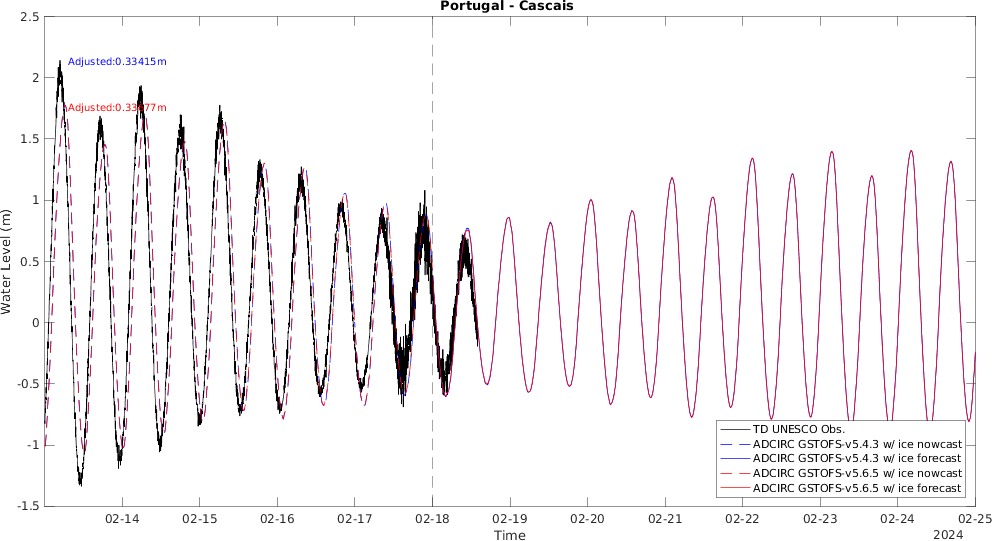 Portugal - Cascais
2.5
2
1.5
1
0.5
0
-0.5
-1
-1.5
Water Level (m)
Adjusted:0.33415m
TD UNESCO Obs.
ADCIRC GSTOFS-v5.4.3 w/ ice nowcast
ADCIRC GSTOFS-v5.4.3 w/ ice forecast
ADCIRC GSTOFS-v5.6.5 w/ ice nowcast
ADCIRC GSTOFS-v5.6.5 w/ ice forecast
02-14 02-15 02-16 02-17 02-18 02-19 02-20 02-21 02-22 02-23 02-24 02-25
Time
2024